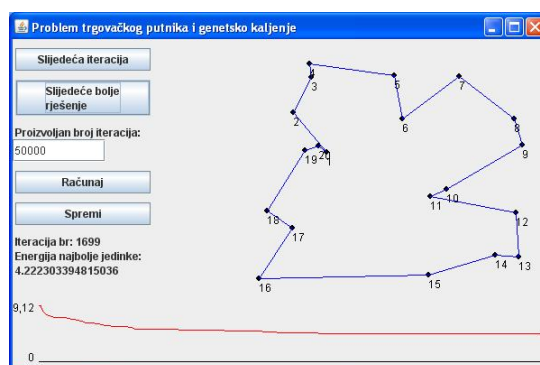 Problem trgovačkog putnika i genetsko kaljenje
Slijedeća iteracija
Slijedeće bolje
rješenje
Proizvoljan broj iteracija:
50000
Računaj
Spremi
Iteracija br: 1699
Energija najbolje jedinke:
4.222303394815036
4
3
5
7
2
6
8
19
20
1
9
10
11
18
12
17
14
13
16
15
9,12
0